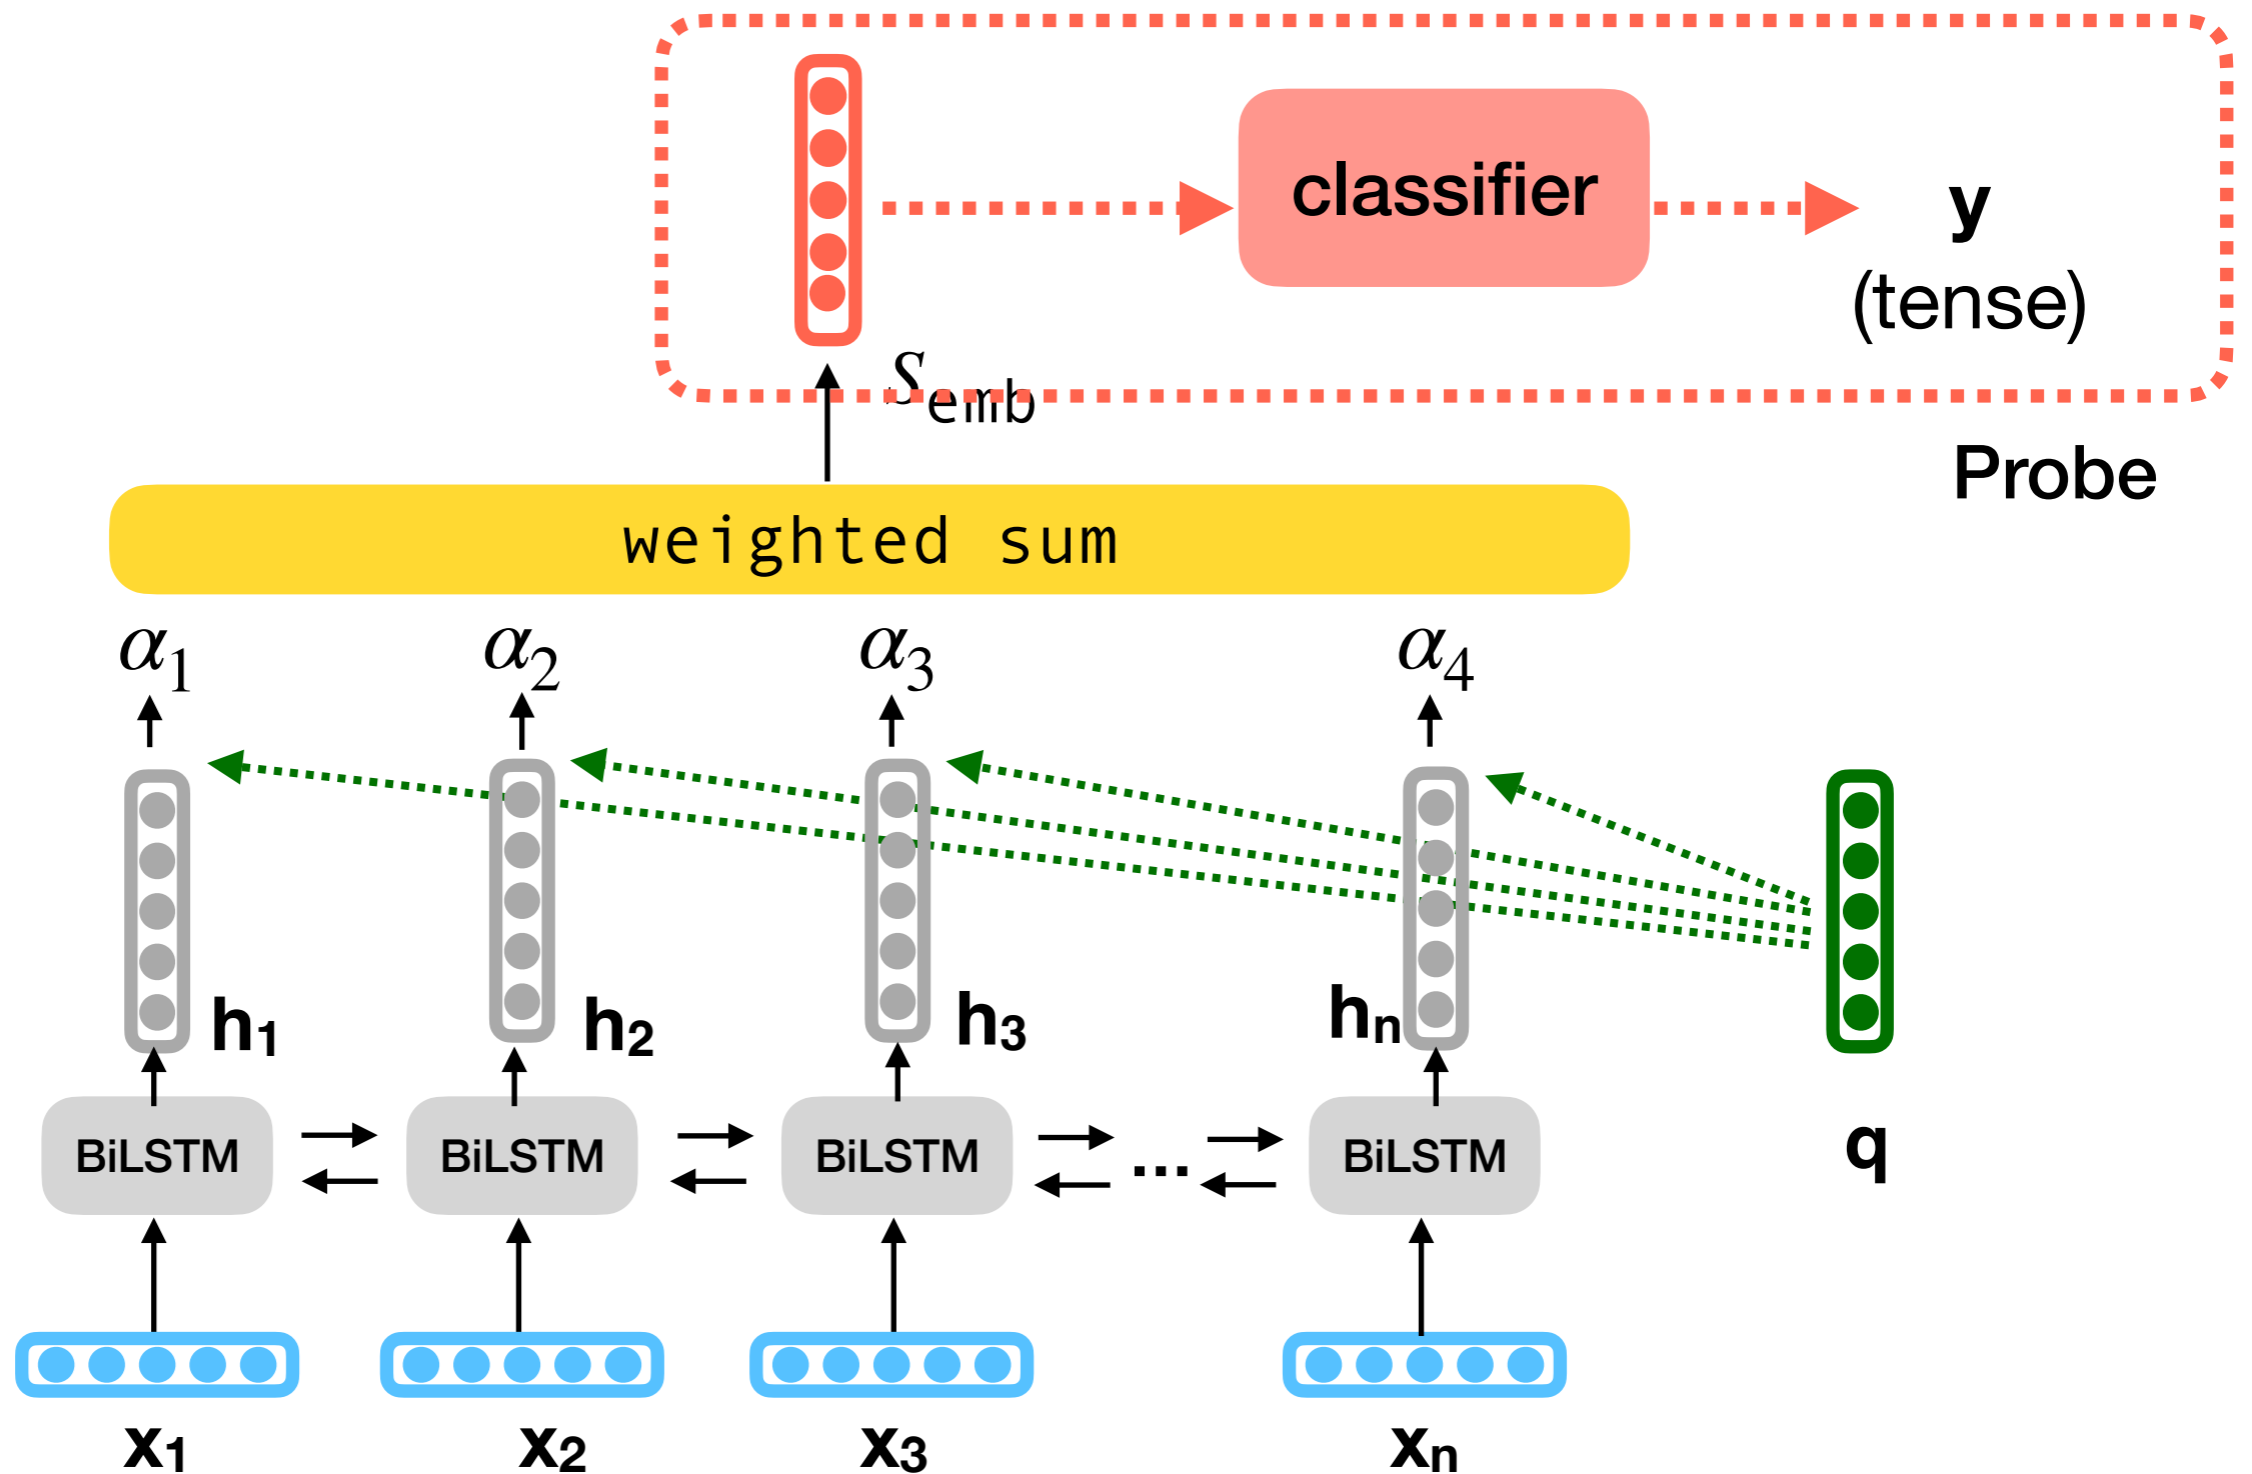 classifier
y
(tense)
S_emb
Probe
weighted sum
α₁ α₂ α₃ α₄
h₁ h₂ h₃ hₙ
BiLSTM BiLSTM BiLSTM ... BiLSTM
q
x₁ x₂ x₃ xₙ